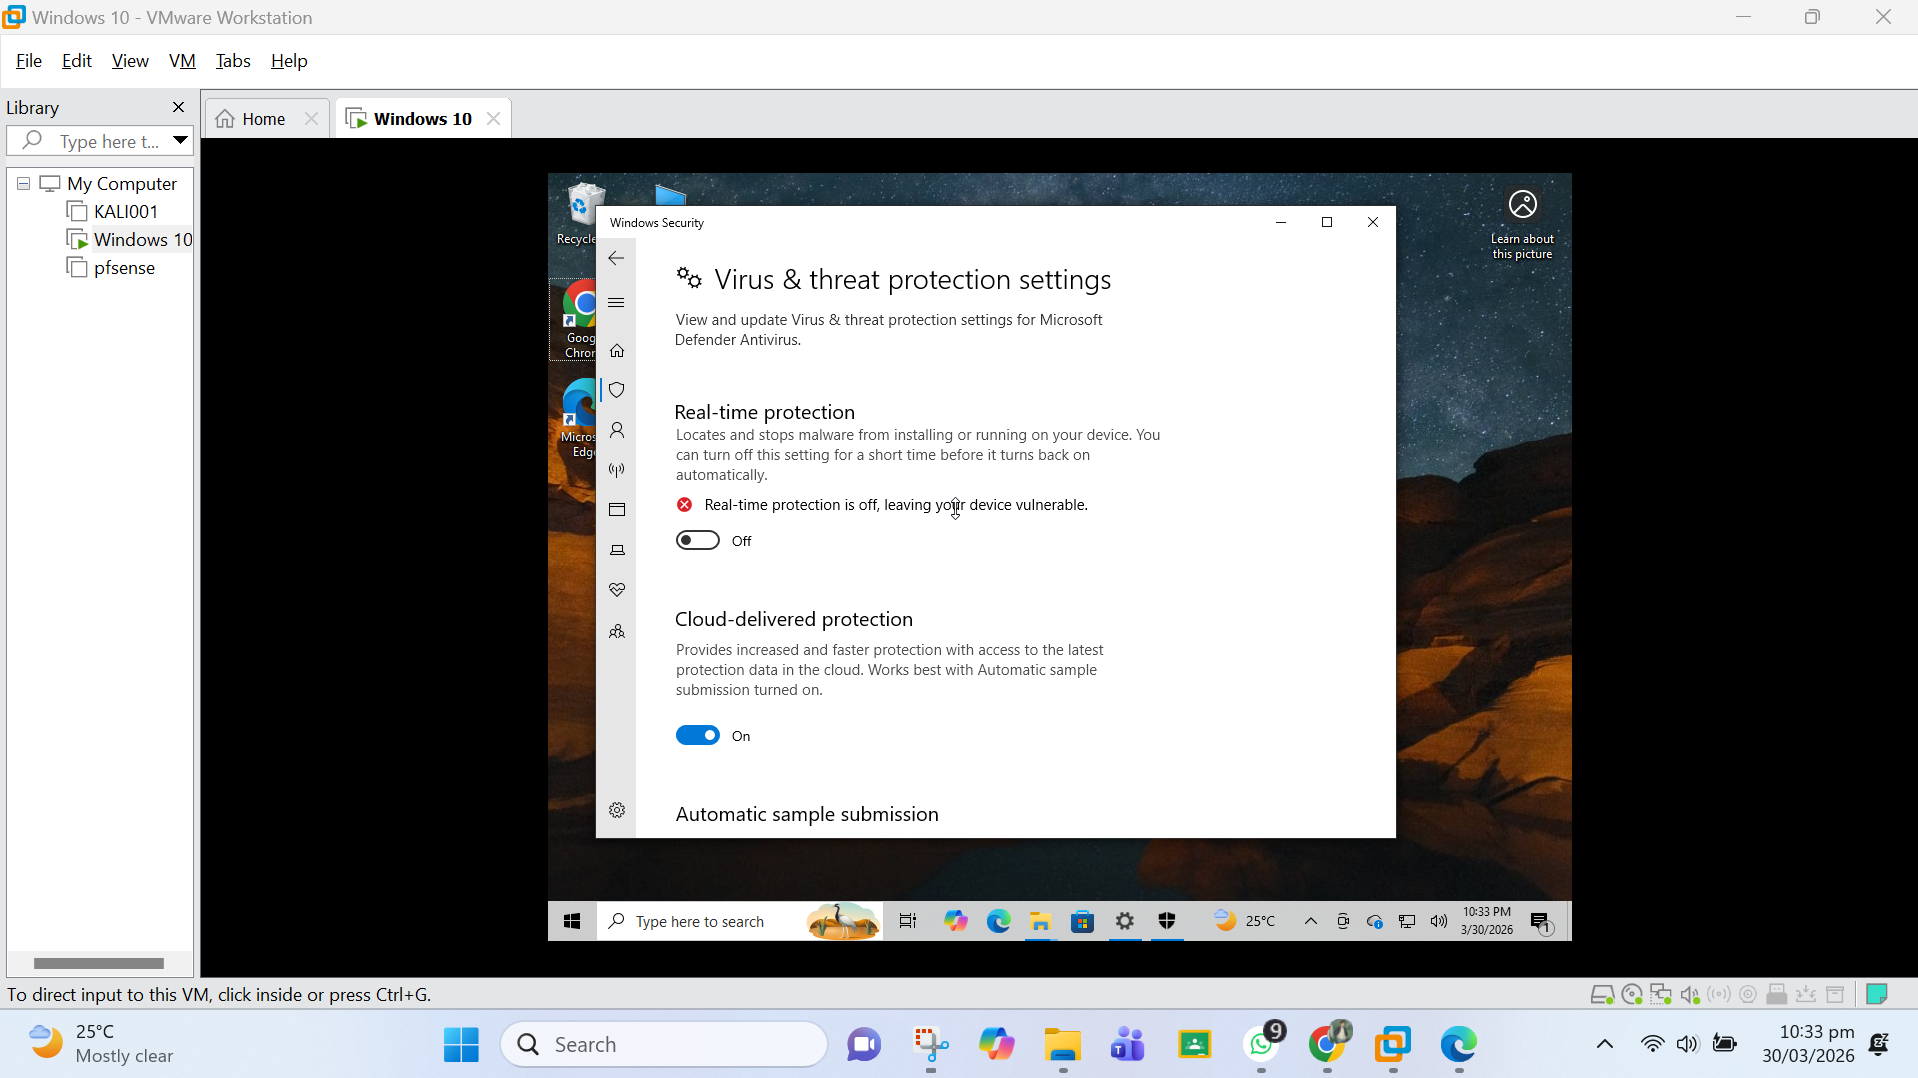 Windows 10 - VMware Workstation
File Edit View VM Tabs Help
Library
Home
Windows 10
Type here t...
My Computer
KALI001
Windows 10
pfsense
Recycle
Learn about
this picture
Goog
Chron
Micros
Edge
Windows Security
Virus & threat protection settings
View and update Virus & threat protection settings for Microsoft
Defender Antivirus.
Real-time protection
Locates and stops malware from installing or running on your device. You
can turn off this setting for a short time before it turns back on
automatically.
Real-time protection is off, leaving your device vulnerable.
Off
Cloud-delivered protection
Provides increased and faster protection with access to the latest
protection data in the cloud. Works best with Automatic sample
submission turned on.
On
Automatic sample submission
Type here to search
25°C
10:33 PM
3/30/2026
1
To direct input to this VM, click inside or press Ctrl+G.
25°C
Mostly clear
Search
9
10:33 pm
30/03/2026